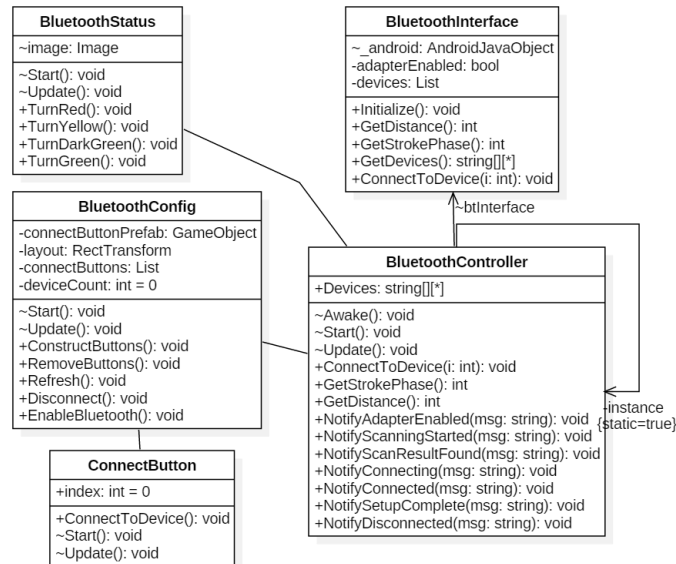 BluetoothStatus
~image: Image
~Start(): void
~Update(): void
+TurnRed(): void
+TurnYellow(): void
+TurnDarkGreen(): void
+TurnGreen(): void
BluetoothInterface
~_android: AndroidJavaObject
-adapterEnabled: bool
-devices: List
+Initialize(): void
+GetDistance(): int
+GetStrokePhase(): int
+GetDevices(): string[][*]
+ConnectToDevice(i: int): void
~btInterface
BluetoothConfig
-connectButtonPrefab: GameObject
-layout: RectTransform
-connectButtons: List
-deviceCount: int = 0
~Start(): void
~Update(): void
+ConstructButtons(): void
+RemoveButtons(): void
+Refresh(): void
+Disconnect(): void
+EnableBluetooth(): void
BluetoothController
+Devices: string[][*]
~Awake(): void
~Start(): void
~Update(): void
+ConnectToDevice(i: int): void
+GetStrokePhase(): int
+GetDistance(): int
+NotifyAdapterEnabled(msg: string): void
+NotifyScanningStarted(msg: string): void
+NotifyScanResultFound(msg: string): void
+NotifyConnecting(msg: string): void
+NotifyConnected(msg: string): void
+NotifySetupComplete(msg: string): void
+NotifyDisconnected(msg: string): void
-instance
{static=true}
ConnectButton
+index: int = 0
+ConnectToDevice(): void
~Start(): void
~Update(): void